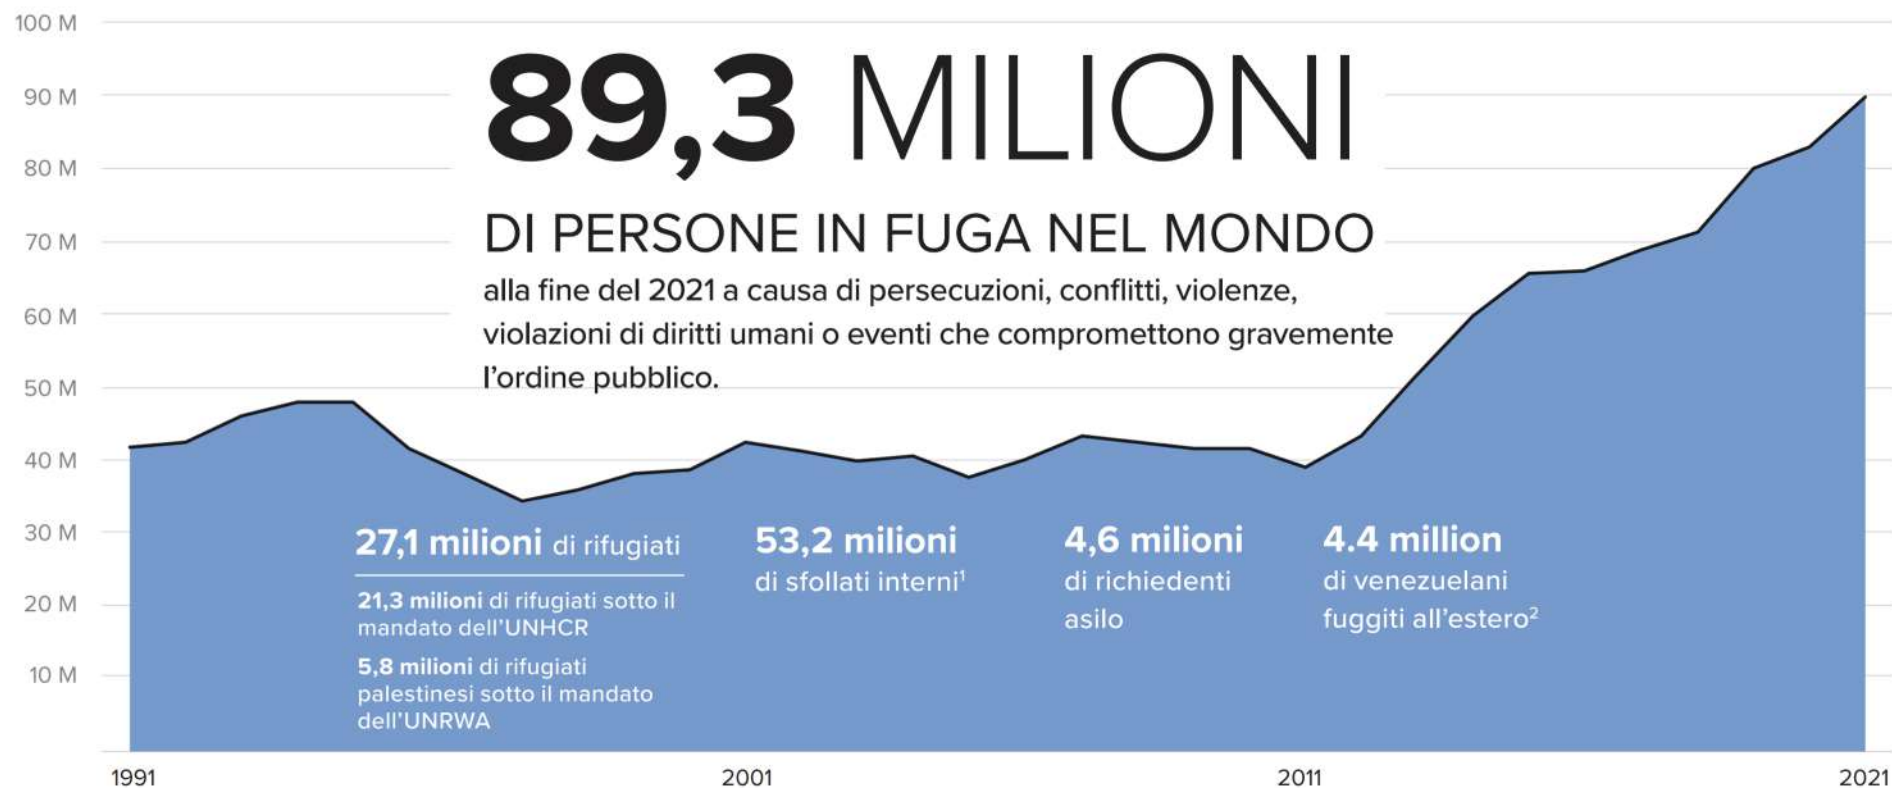 100 M
90 M
80 M
70 M
60 M
50 M
40 M
30 M
20 M
10 M
89,3 MILIONI
DI PERSONE IN FUGA NEL MONDO
alla fine del 2021 a causa di persecuzioni, conflitti, violenze,
violazioni di diritti umani o eventi che compromettono gravemente
l'ordine pubblico.
27,1 milioni di rifugiati
21,3 milioni di rifugiati sotto il
mandato dell'UNHCR
5,8 milioni di rifugiati
palestinesi sotto il mandato
dell'UNRWA
53,2 milioni
di sfollati interni¹
4,6 milioni
di richiedenti
asilo
4.4 million
di venezuelani
fuggiti all'estero²
1991
2001
2011
2021